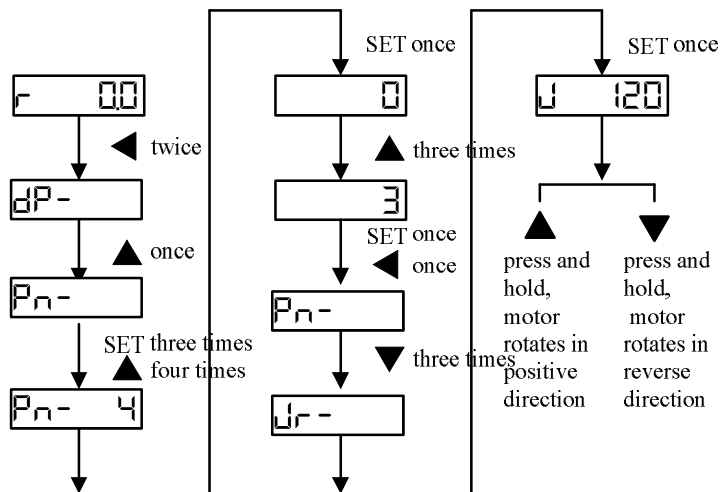 r 0.0
twice
dP-
once
Pn-
SET three times
four times
Pn- 4
SET once
0
three times
3
SET once
once
Pn-
three times
Jr-
SET once
J 120
press and
hold,
motor
rotates in
positive
direction
press and
hold,
motor
rotates in
reverse
direction